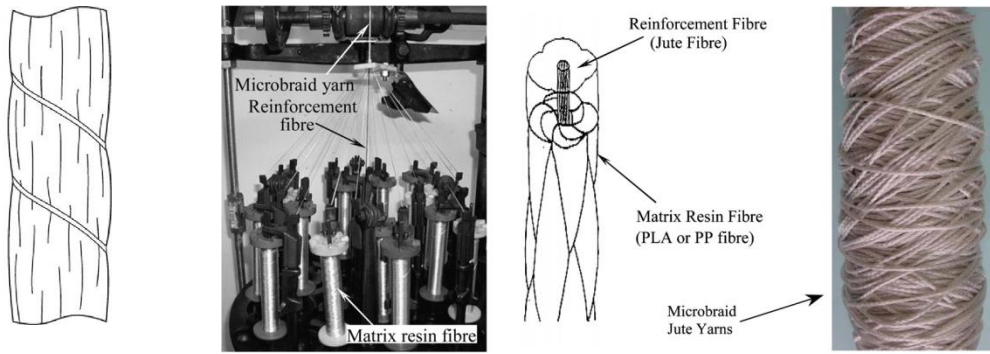 Microbraid yarn
Reinforcement
fibre
Matrix resin fibre
Reinforcement Fibre
(Jute Fibre)
Matrix Resin Fibre
(PLA or PP fibre)
Microbraid
Jute Yarns